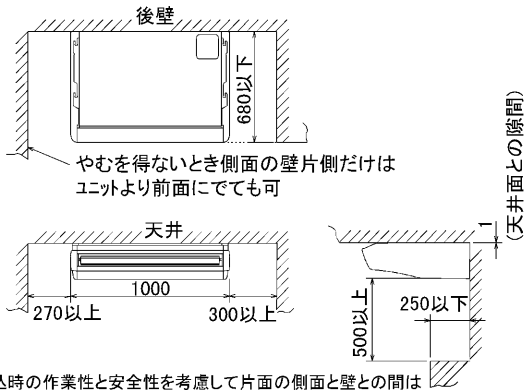 後壁
680以下
やむを得ないとき側面の壁片側だけは
ユニットより前面にでても可
1
(天井面との隙間)
天井
1000
270以上
300以上
500以上
250以下
込時の作業性と安全性を考慮して片面の側面と壁との間は